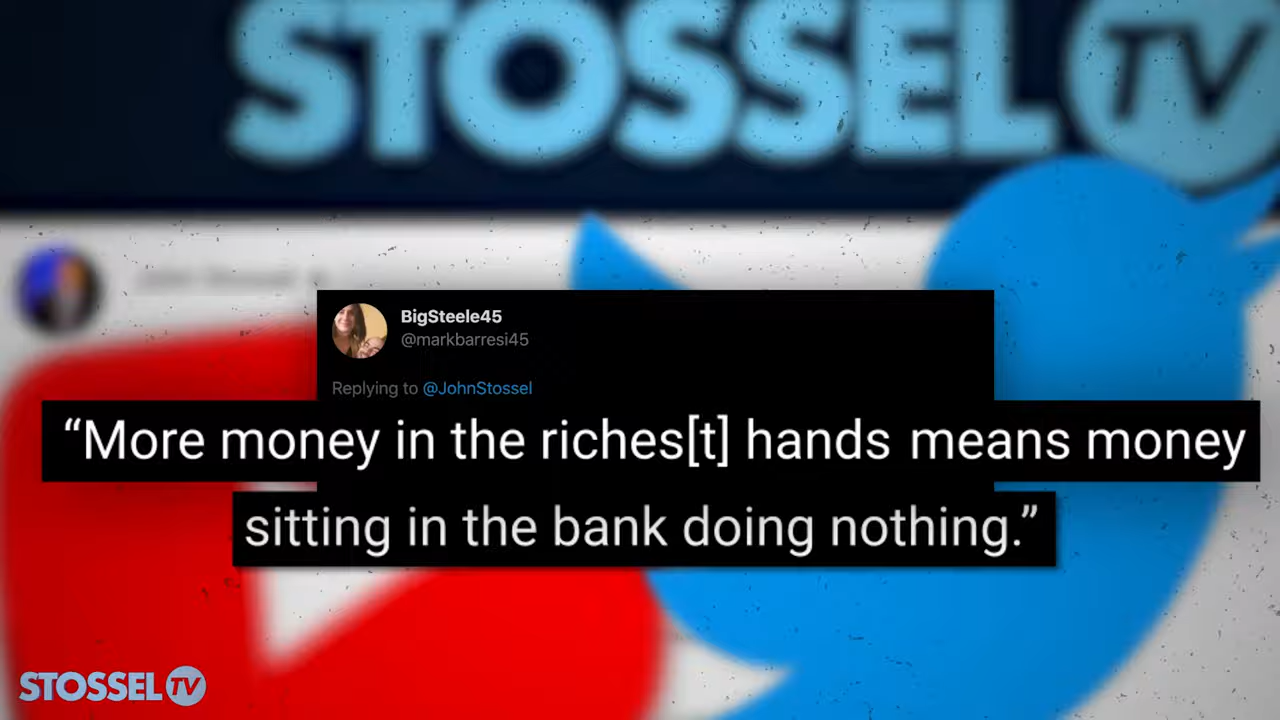 STOSSEL TV
BigSteele45
@markbarresi45
Replying to @JohnStossel
“More money in the riches[t] hands means money
sitting in the bank doing nothing.”
STOSSEL TV